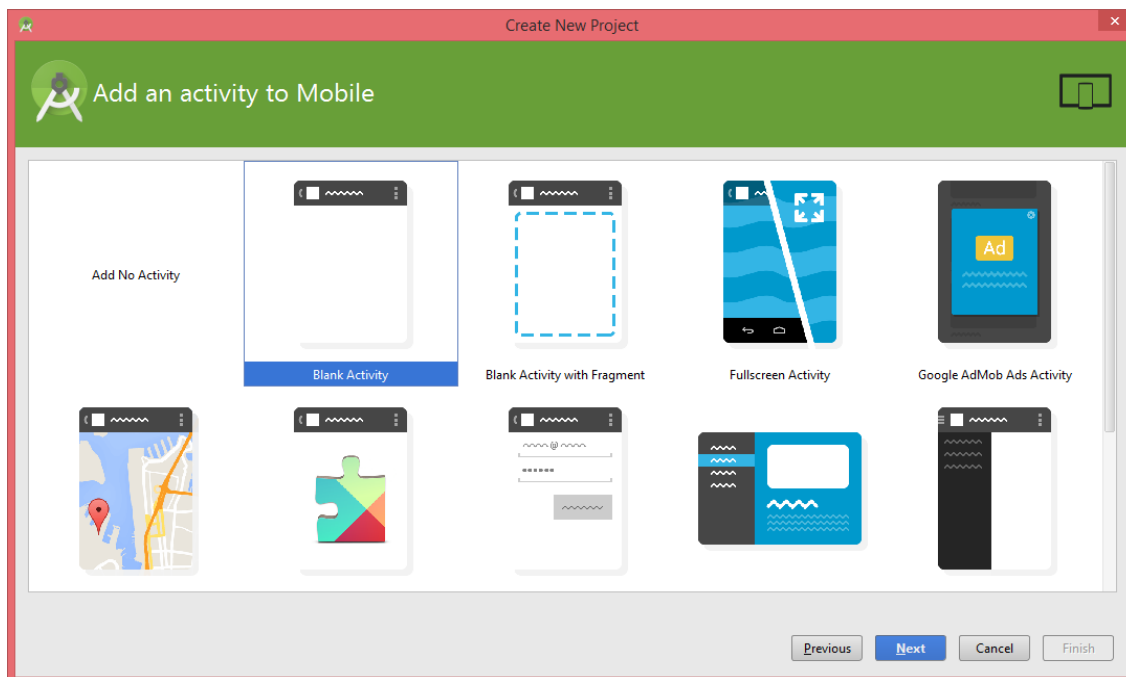 Create New Project
Add an activity to Mobile
Add No Activity
Blank Activity
Blank Activity with Fragment
Fullscreen Activity
Ad
Google AdMob Ads Activity
@
Previous
Next
Cancel
Finish